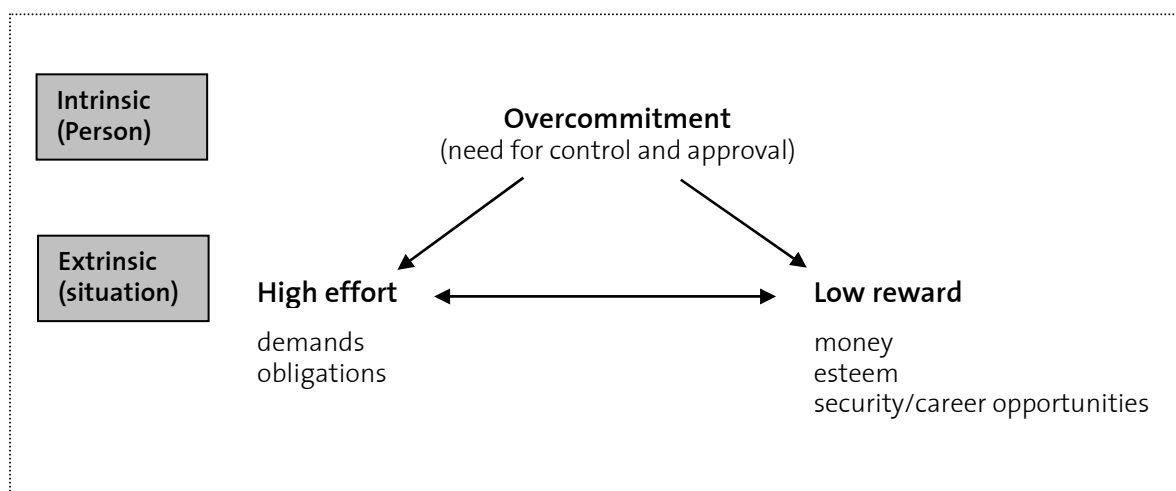 Intrinsic
(Person)
Overcommitment
(need for control and approval)
Extrinsic
(situation)
High effort
Low reward
demands
obligations
money
esteem
security/career opportunities